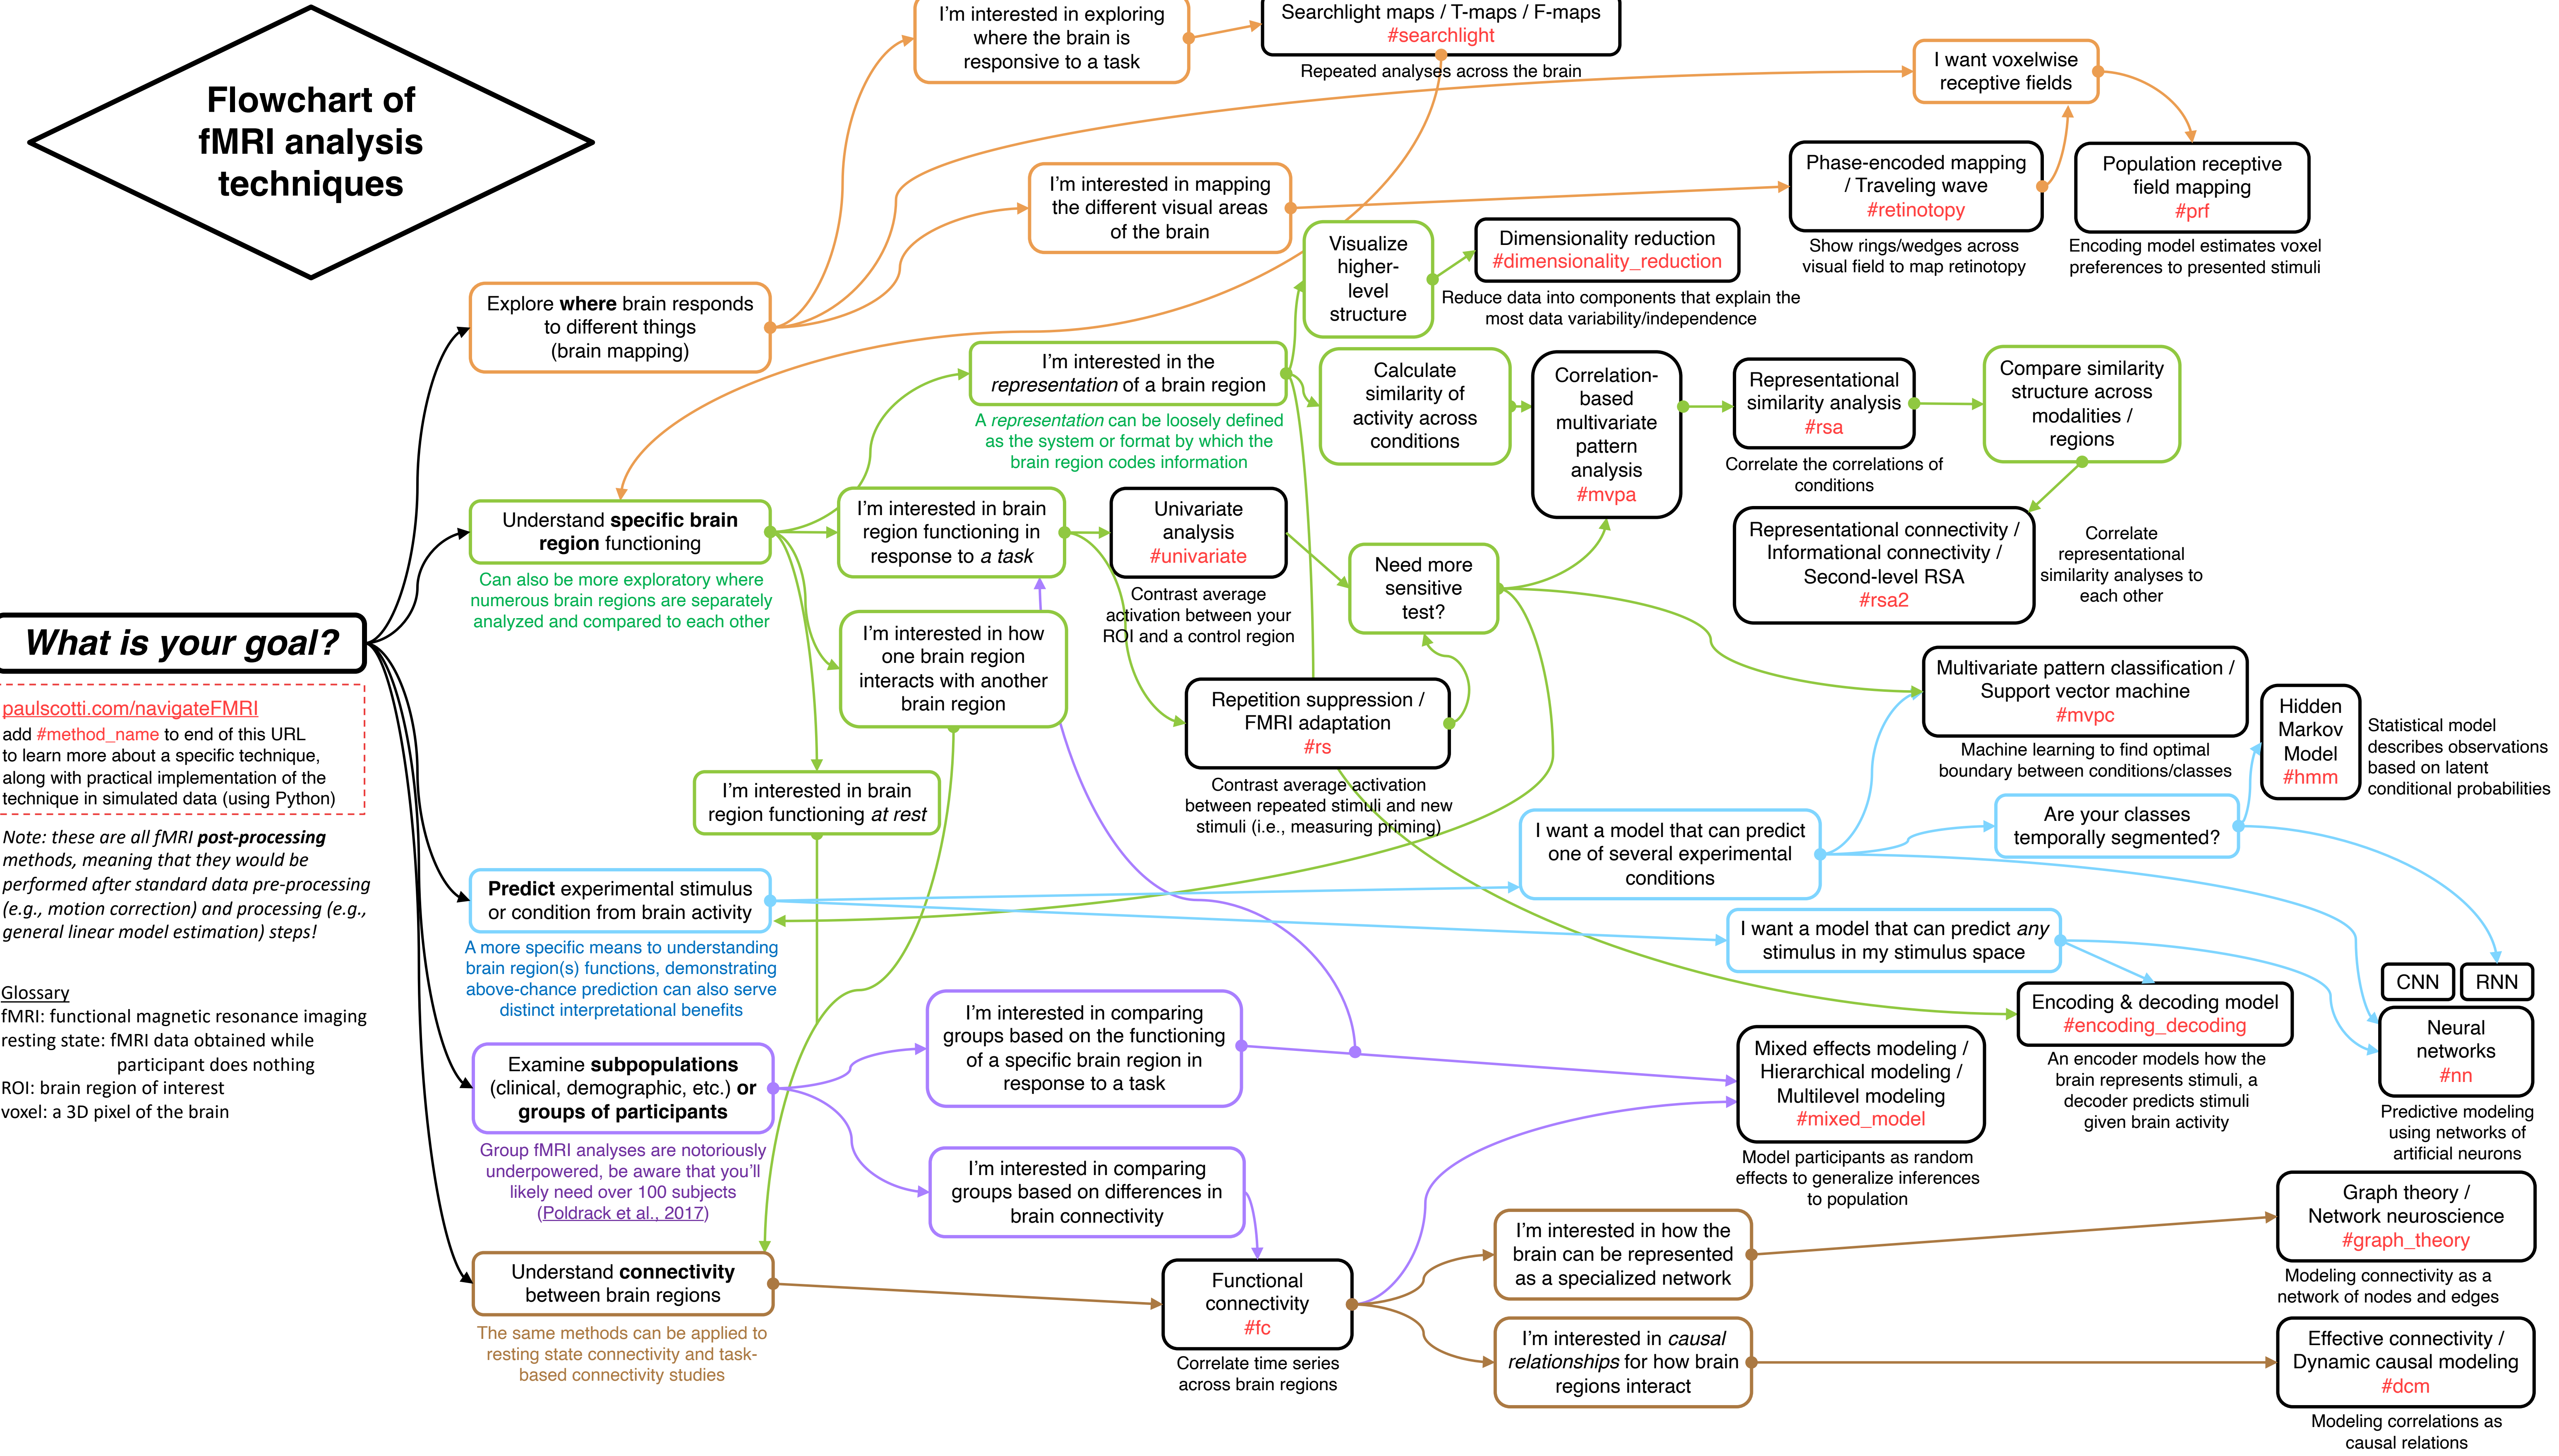 Flowchart of
fMRI analysis
techniques
I'm interested in exploring
where the brain is
responsive to a task
Searchlight maps / T-maps / F-maps
#searchlight
Repeated analyses across the brain
I want voxelwise
receptive fields
I'm interested in mapping
the different visual areas
of the brain
Phase-encoded mapping
/ Traveling wave
#retinotopy
Show rings/wedges across
visual field to map retinotopy
Population receptive
field mapping
#prf
Encoding model estimates voxel
preferences to presented stimuli
Explore where brain responds
to different things
(brain mapping)
Visualize
higher-
level
structure
Dimensionality reduction
#dimensionality_reduction
Reduce data into components that explain the
most data variability/independence
I'm interested in the
representation of a brain region
A representation can be loosely defined
as the system or format by which the
brain region codes information
Calculate
similarity of
activity across
conditions
Correlation-
based
multivariate
pattern
analysis
#mvpa
Representational
similarity analysis
#rsa
Correlate the correlations of
conditions
Compare similarity
structure across
modalities /
regions
Representational connectivity /
Informational connectivity /
Second-level RSA
#rsa2
Correlate
representational
similarity analyses to
each other
Understand specific brain
region functioning
Can also be more exploratory where
numerous brain regions are separately
analyzed and compared to each other
I'm interested in brain
region functioning in
response to a task
Univariate
analysis
#univariate
Contrast average
activation between your
ROI and a control region
Need more
sensitive
test?
I'm interested in how
one brain region
interacts with another
brain region
Repetition suppression /
FMRI adaptation
#rs
Contrast average activation
between repeated stimuli and new
stimuli (i.e., measuring priming)
I'm interested in brain
region functioning at rest
What is your goal?
paulscotti.com/navigateFMRI
add #method_name to end of this URL
to learn more about a specific technique,
along with practical implementation of the
technique in simulated data (using Python)
Note: these are all fMRI post-processing
methods, meaning that they would be
performed after standard data pre-processing
(e.g., motion correction) and processing (e.g.,
general linear model estimation) steps!
Glossary
fMRI: functional magnetic resonance imaging
resting state: fMRI data obtained while
participant does nothing
ROI: brain region of interest
voxel: a 3D pixel of the brain
Multivariate pattern classification /
Support vector machine
#mvpc
Machine learning to find optimal
boundary between conditions/classes
Hidden
Markov
Model
#hmm
Statistical model
describes observations
based on latent
conditional probabilities
Predict experimental stimulus
or condition from brain activity
A more specific means to understanding
brain region(s) functions, demonstrating
above-chance prediction can also serve
distinct interpretational benefits
I want a model that can predict
one of several experimental
conditions
Are your classes
temporally segmented?
I want a model that can predict any
stimulus in my stimulus space
Encoding & decoding model
#encoding_decoding
An encoder models how the
brain represents stimuli, a
decoder predicts stimuli
given brain activity
CNN
RNN
Neural
networks
#nn
Predictive modeling
using networks of
artificial neurons
Examine subpopulations
(clinical, demographic, etc.) or
groups of participants
Group fMRI analyses are notoriously
underpowered, be aware that you'll
likely need over 100 subjects
(Poldrack et al., 2017)
I'm interested in comparing
groups based on the functioning
of a specific brain region in
response to a task
I'm interested in comparing
groups based on differences in
brain connectivity
Mixed effects modeling /
Hierarchical modeling /
Multilevel modeling
#mixed_model
Model participants as random
effects to generalize inferences
to population
Understand connectivity
between brain regions
The same methods can be applied to
resting state connectivity and task-
based connectivity studies
Functional
connectivity
#fc
Correlate time series
across brain regions
I'm interested in how the
brain can be represented
as a specialized network
Graph theory /
Network neuroscience
#graph_theory
Modeling connectivity as a
network of nodes and edges
I'm interested in causal
relationships for how brain
regions interact
Effective connectivity /
Dynamic causal modeling
#dcm
Modeling correlations as
causal relations